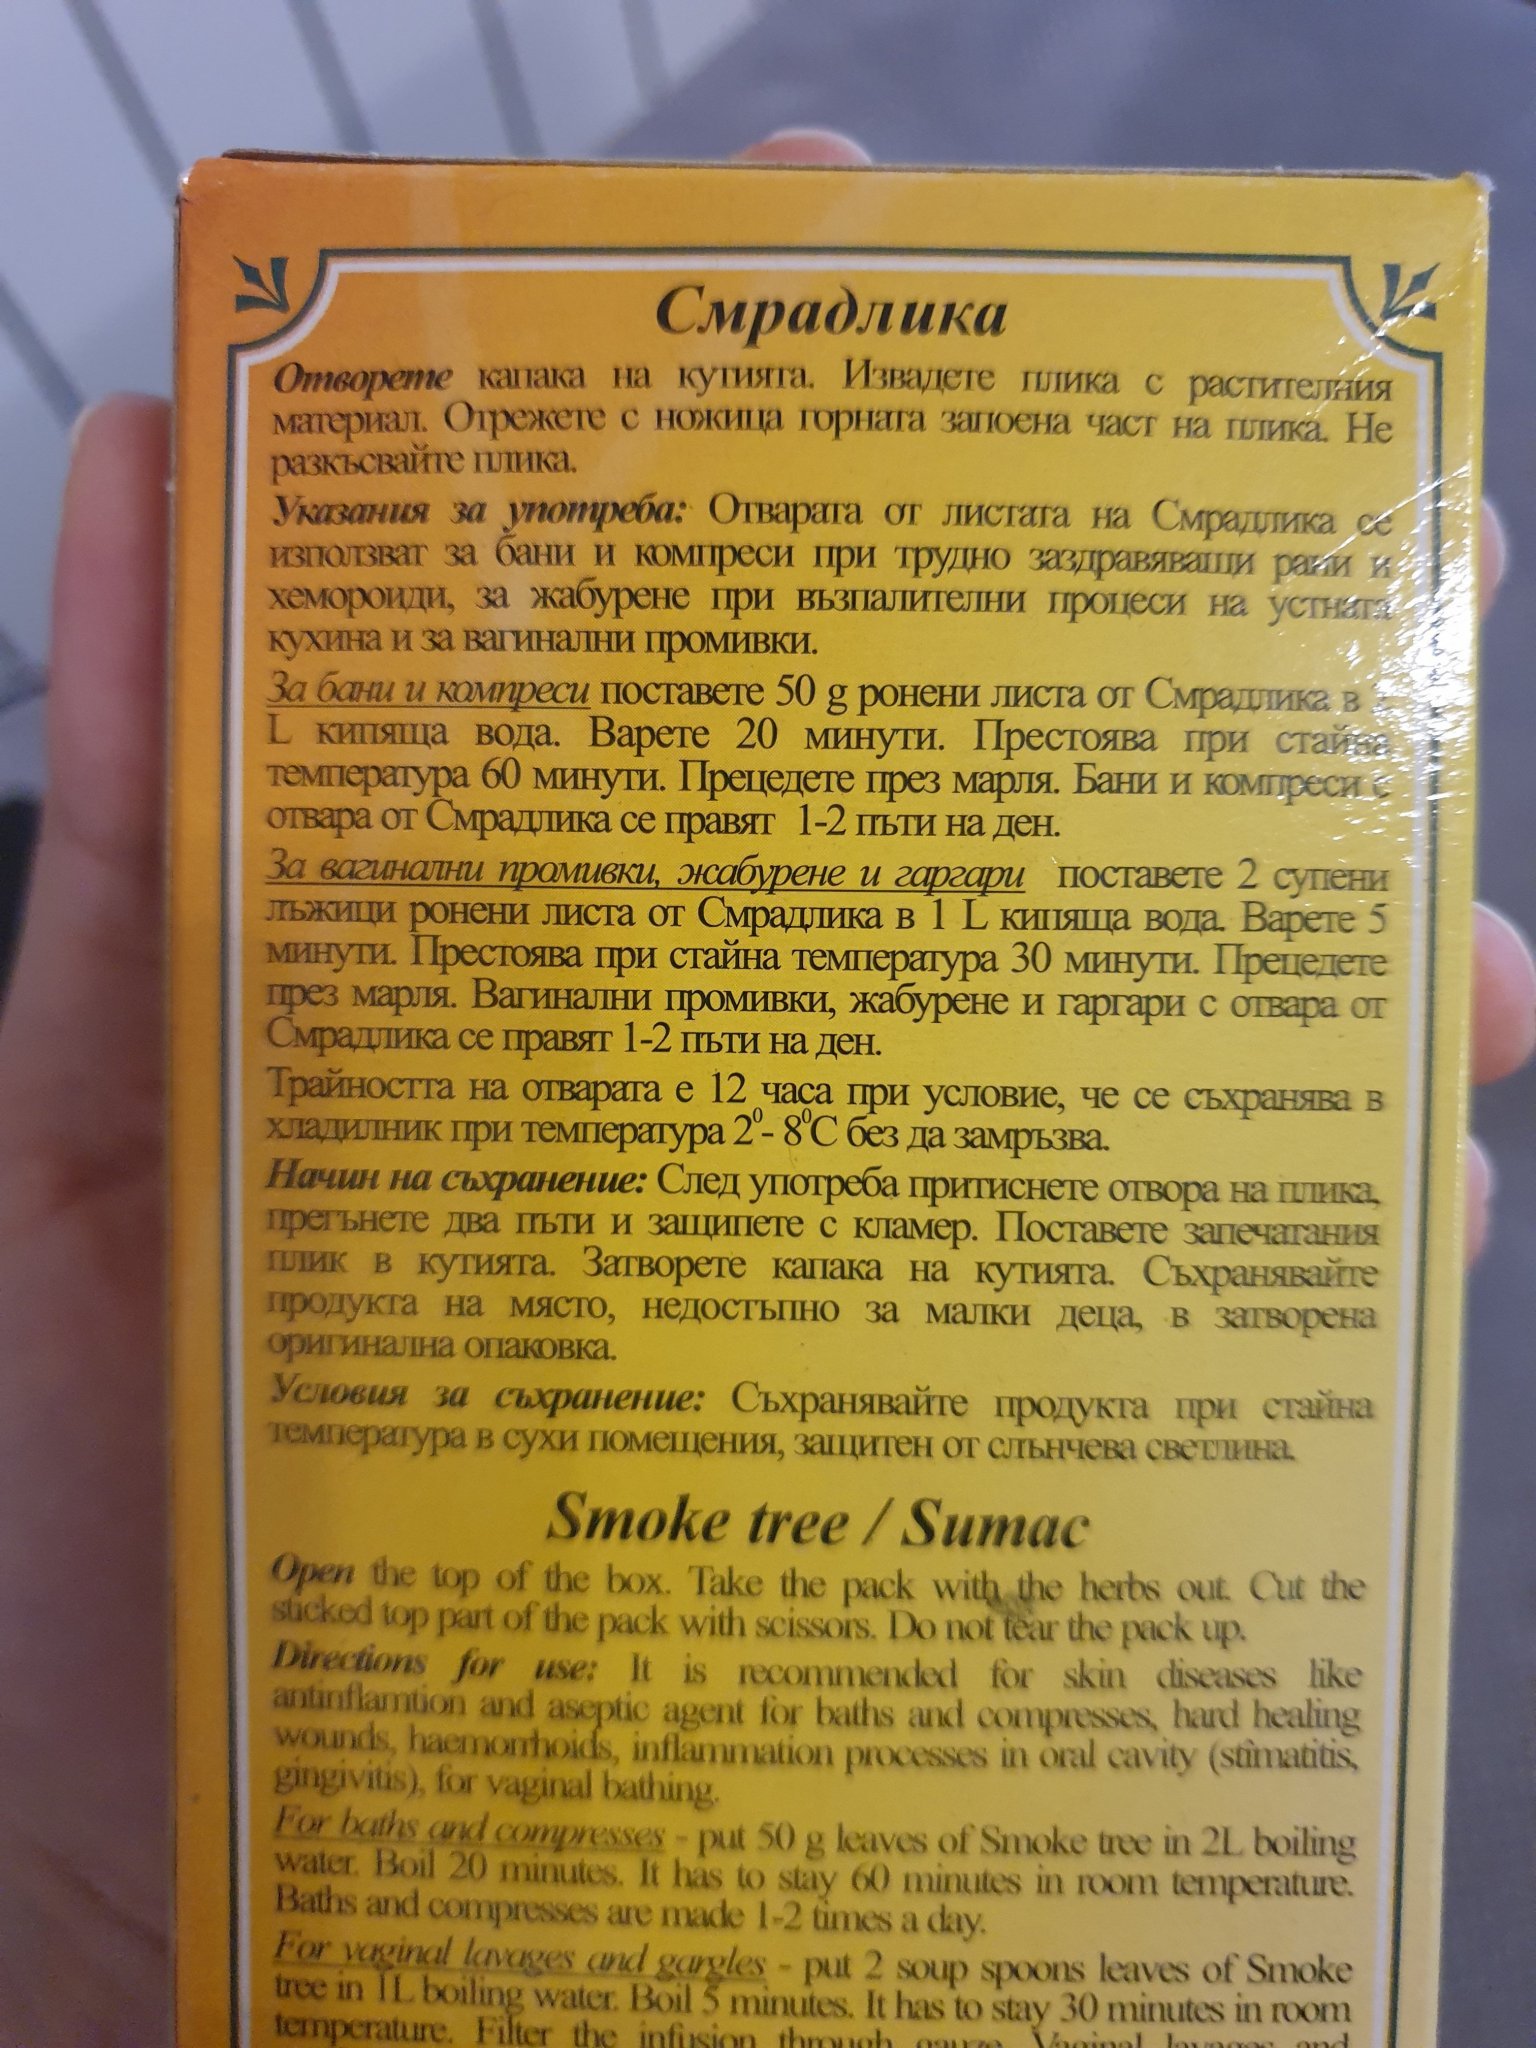 Смрадлика
Отворете капака на кутията. Извадете плика с растителния
материал. Отрежете с ножица горната запоена част на плика. Не
разкъсвайте плика.
Указания за употреба: Отварата от листата на Смрадлика се
използват за бани и компреси при трудно заздравяващи рани и
хемороиди, за жабурене при възпалителни процеси на устната
кухина и за вагинални промивки.
За бани и компреси поставете 50 g ронени листа от Смрадлика в
L кипяща вода. Варете 20 минути. Престоява при стайна
температура 60 минути. Прецедете през марля. Бани и компреси с
отвара от Смрадлика се правят 1-2 пъти на ден.
За вагинални промивки, жабурене и гаргари поставете 2 супени
лъжици ронени листа от Смрадлика в 1 L кипяща вода. Варете 5
минути. Престоява при стайна температура 30 минути. Прецедете
през марля. Вагинални промивки, жабурене и гаргари с отвара от
Смрадлика се правят 1-2 пъти на ден.
Трайността на отварата е 12 часа при условие, че се съхранява в
хладилник при температура 2⁰- 8⁰C без да замръзва.
Начин на съхранение: След употреба притиснете отвора на плика,
прегънете два пъти и защипете с кламер. Поставете запечатания
плик в кутията. Затворете капака на кутията. Съхранявайте
продукта на място, недостъпно за малки деца, в затворена
оригинална опаковка.
Условия за съхранение: Съхранявайте продукта при стайна
температура в сухи помещения, защитен от слънчева светлина.
Smoke tree / Sumac
Open the top of the box. Take the pack with the herbs out. Cut the
sticked top part of the pack with scissors. Do not tear the pack up.
Directions for use: It is recommended for skin diseases like
antinflamtion and aseptic agent for baths and compresses, hard healing
wounds, haemorrhoids, inflammation processes in oral cavity (stimatitis,
gingivitis), for vaginal bathing.
For baths and compresses - put 50 g leaves of Smoke tree in 2L boiling
water. Boil 20 minutes. It has to stay 60 minutes in room temperature.
Baths and compresses are made 1-2 times a day.
For vaginal lavages and gargles - put 2 soup spoons leaves of Smoke
tree in 1L boiling water. Boil 5 minutes. It has to stay 30 minutes in room
temperature. Filter the infusion through gauze. Vaginal lavages and